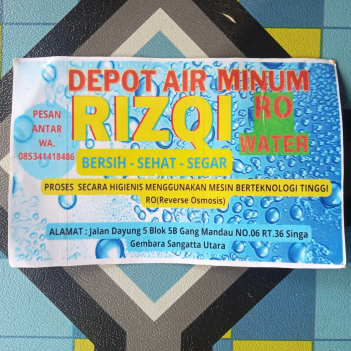 DEPOT AIR MINUM
RIZQI
RO
WATER
PESAN
ANTAR
WA.
085341418486
BERSIH - SEHAT - SEGAR
PROSES SECARA HIGIENIS MENGGUNAKAN MESIN BERTEKNOLOGI TINGGI
RO(Reverse Osmosis)
ALAMAT : Jalan Dayung 5 Blok 5B Gang Mandau NO.06 RT.36 Singa
Gembara Sangatta Utara